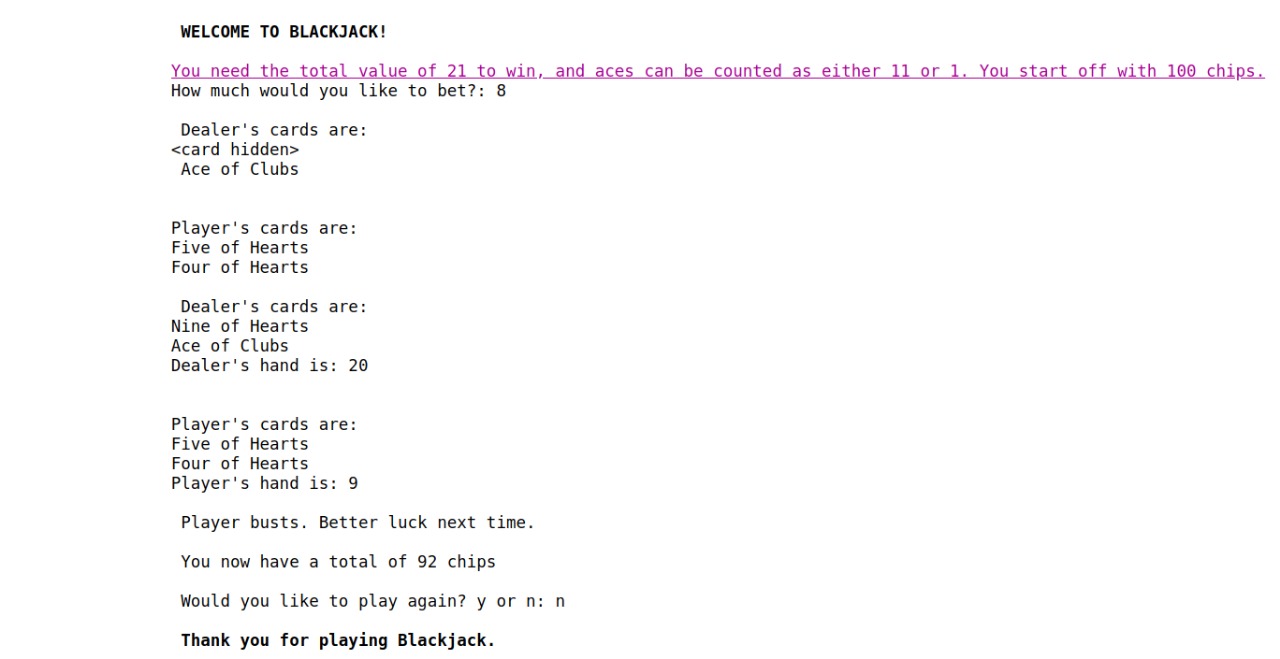 WELCOME TO BLACKJACK!
You need the total value of 21 to win, and aces can be counted as either 11 or 1. You start off with 100 chips.
How much would you like to bet?: 8
Dealer's cards are:
<card hidden>
Ace of Clubs
Player's cards are:
Five of Hearts
Four of Hearts
Dealer's cards are:
Nine of Hearts
Ace of Clubs
Dealer's hand is: 20
Player's cards are:
Five of Hearts
Four of Hearts
Player's hand is: 9
Player busts. Better luck next time.
You now have a total of 92 chips
Would you like to play again? y or n: n
Thank you for playing Blackjack.